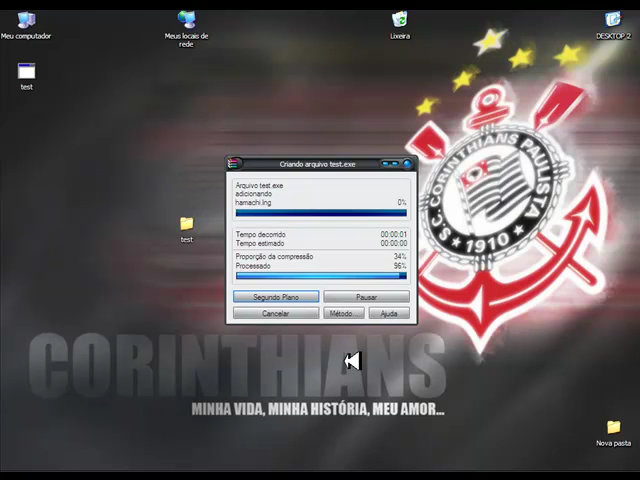 Meu computador
Meus locais de
rede
Lixeira
DESKTOP 2
test
Criando arquivo test.exe
Arquivo test.exe
adicionando
hamachi.lng 0%
Tempo decorrido 00:00:01
Tempo estimado 00:00:00
Proporção da compressão 34%
Processado 96%
Segundo Plano
Pausar
Cancelar
Método...
Ajuda
test
S.C. CORINTHIANS PAULISTA
1910
CORINTHIANS
MINHA VIDA, MINHA HISTÓRIA, MEU AMOR...
Nova pasta